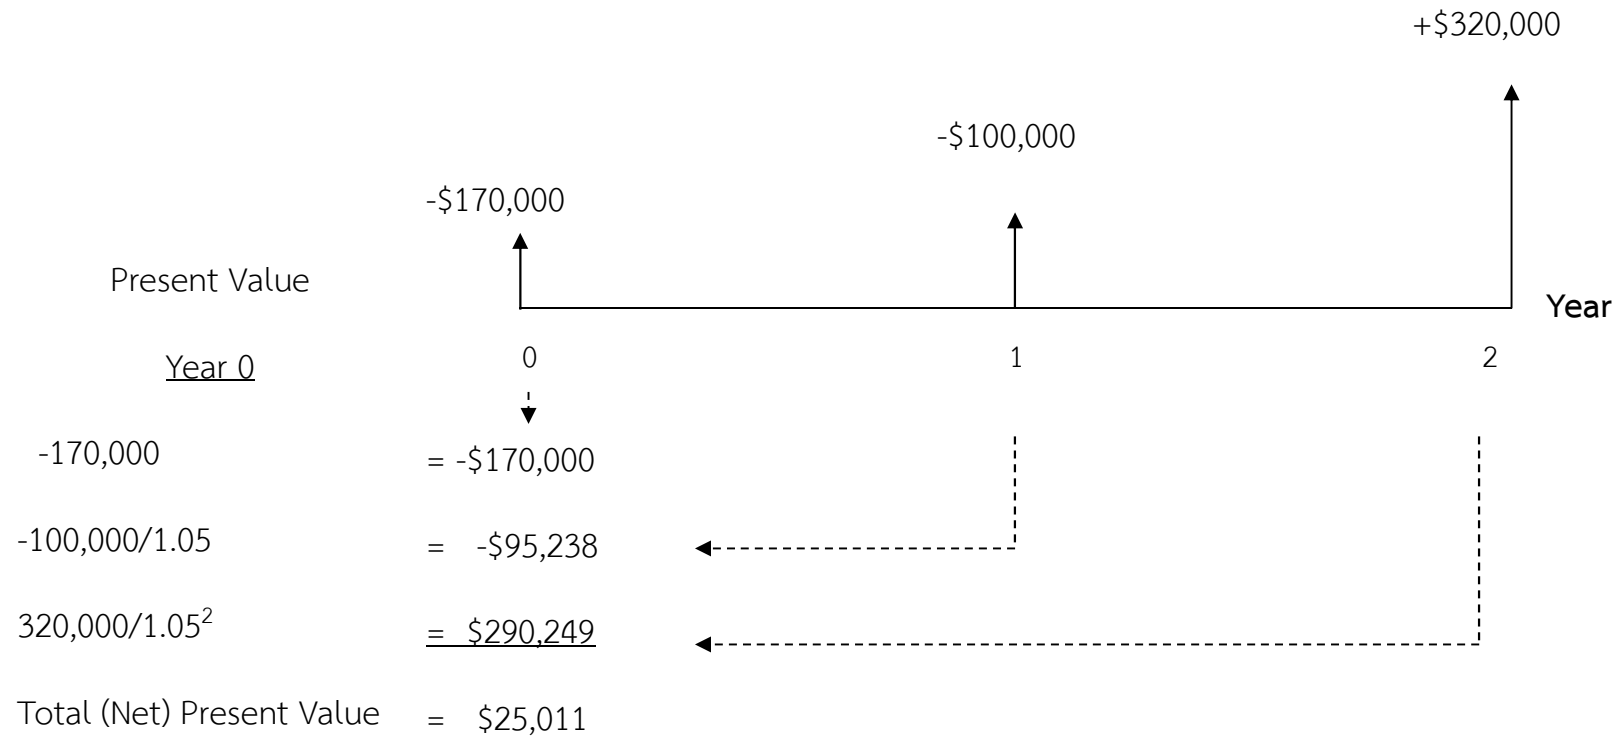 +$320,000
-$100,000
-$170,000
Present Value
Year
Year 0
0
1
2
-170,000 = -$170,000
-100,000/1.05 = -$95,238
320,000/1.05² = $290,249
Total (Net) Present Value = $25,011